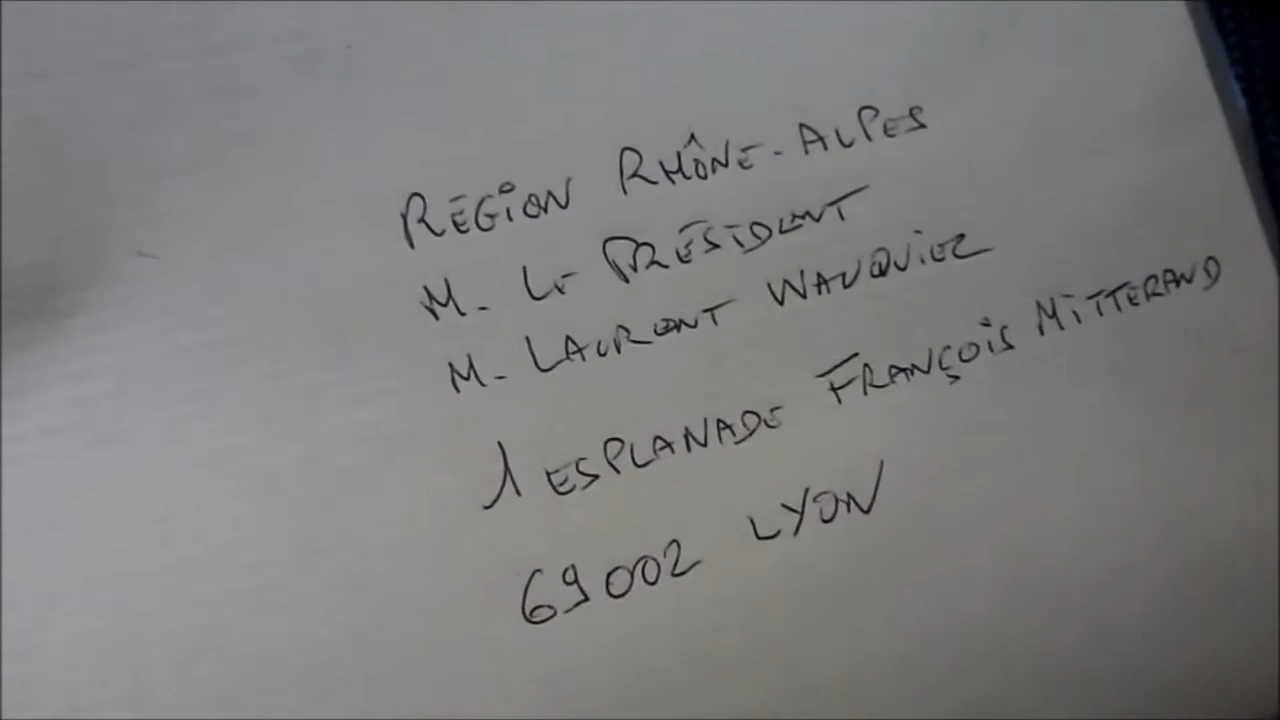 RÉGION RHÔNE-ALPES
M. LE PRÉSIDENT
M. LAURENT WAUQUIEZ
1 ESPLANADE FRANÇOIS MITTERAND
69002 LYON